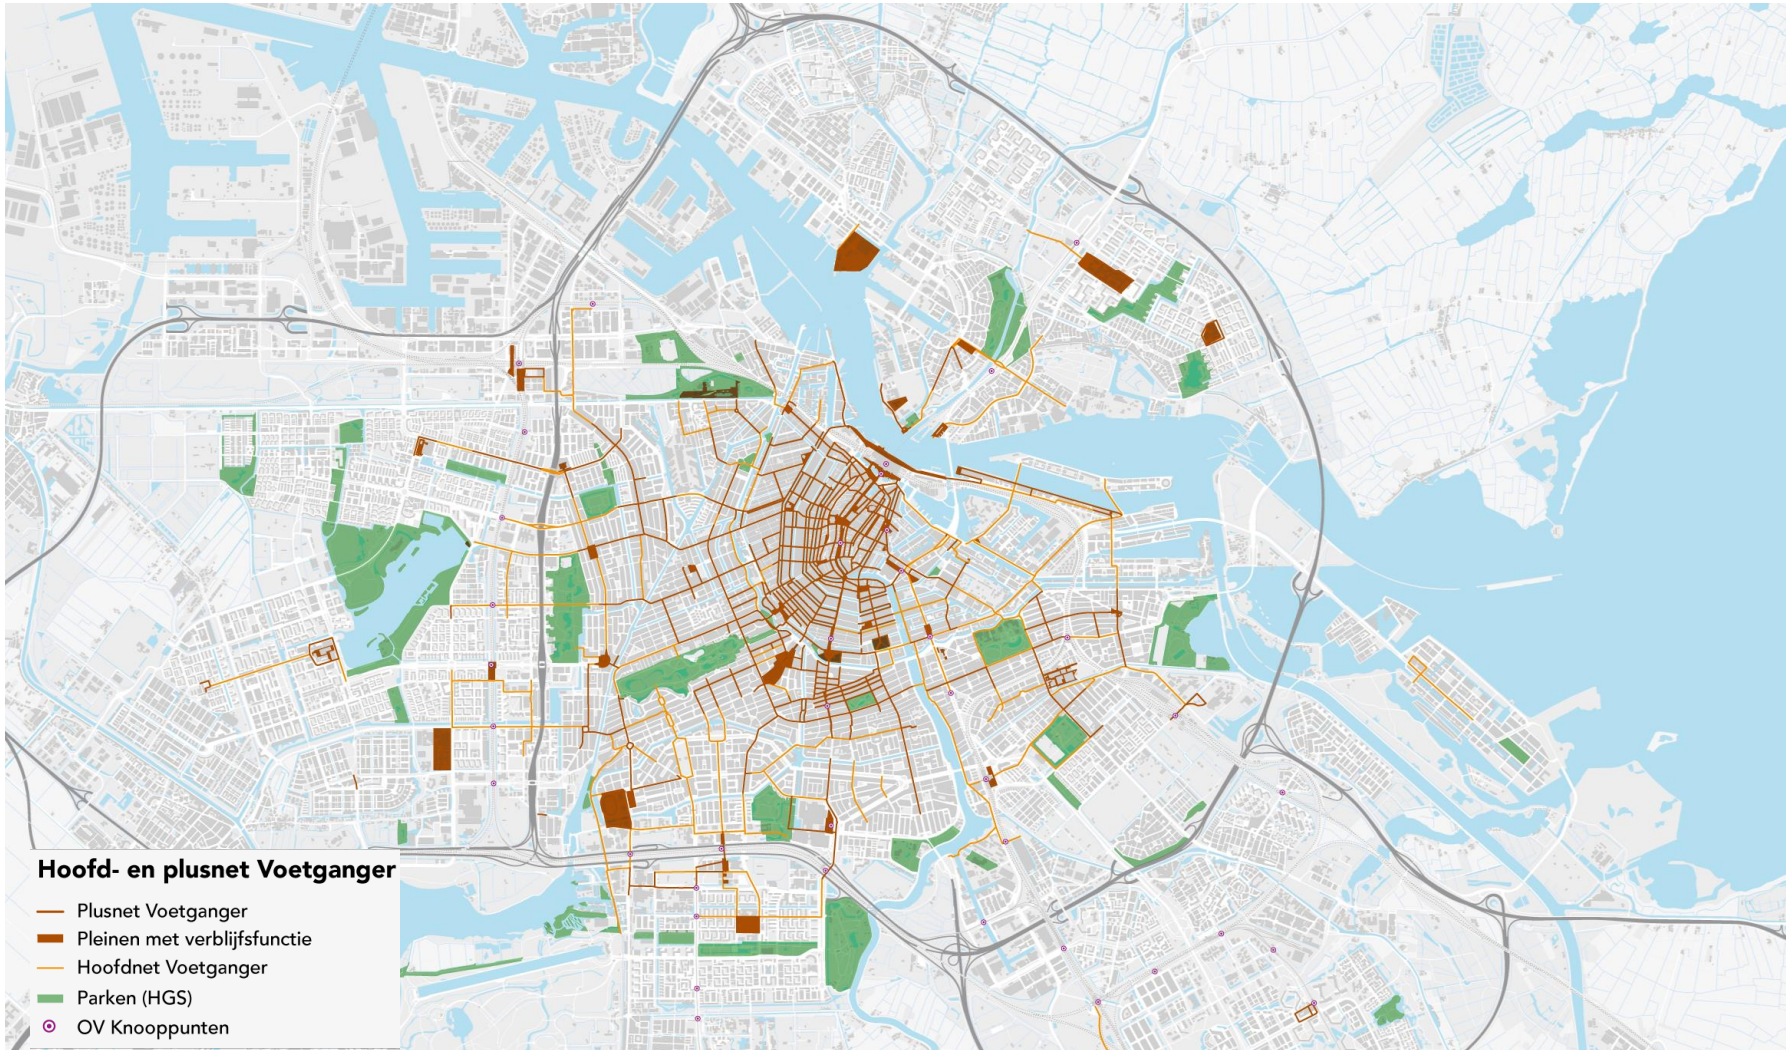 Hoofd- en plusnet Voetganger
Plusnet Voetganger
Pleinen met verblijfsfunctie
Hoofdnet Voetganger
Parken (HGS)
OV Knooppunten